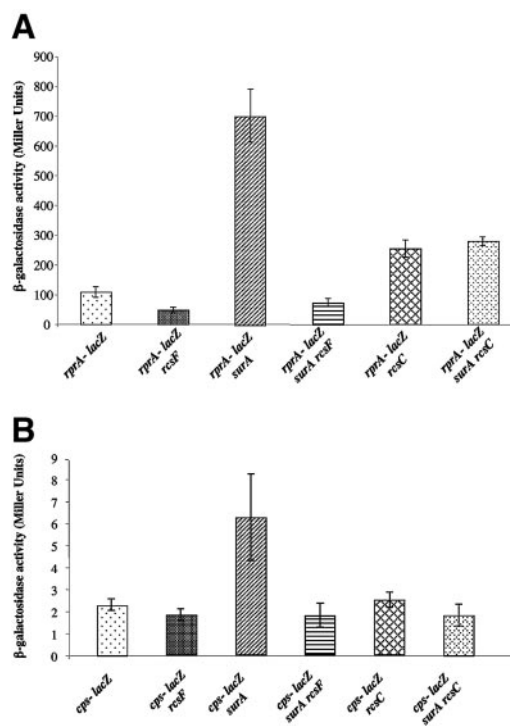 A
β-galactosidase activity (Miller Units)
900
800
700
600
500
400
300
200
100
0
rprA- lacZ
rprA- lacZ
rcsF
rprA- lacZ
surA
rprA- lacZ
surA rcsF
rprA- lacZ
rcsC
rprA- lacZ
surA rcsC
B
β-galactosidase activity (Miller Units)
9
8
7
6
5
4
3
2
1
0
cps- lacZ
cps- lacZ
rcsF
cps- lacZ
surA
cps- lacZ
surA rcsF
cps- lacZ
rcsC
cps- lacZ
surA rcsC